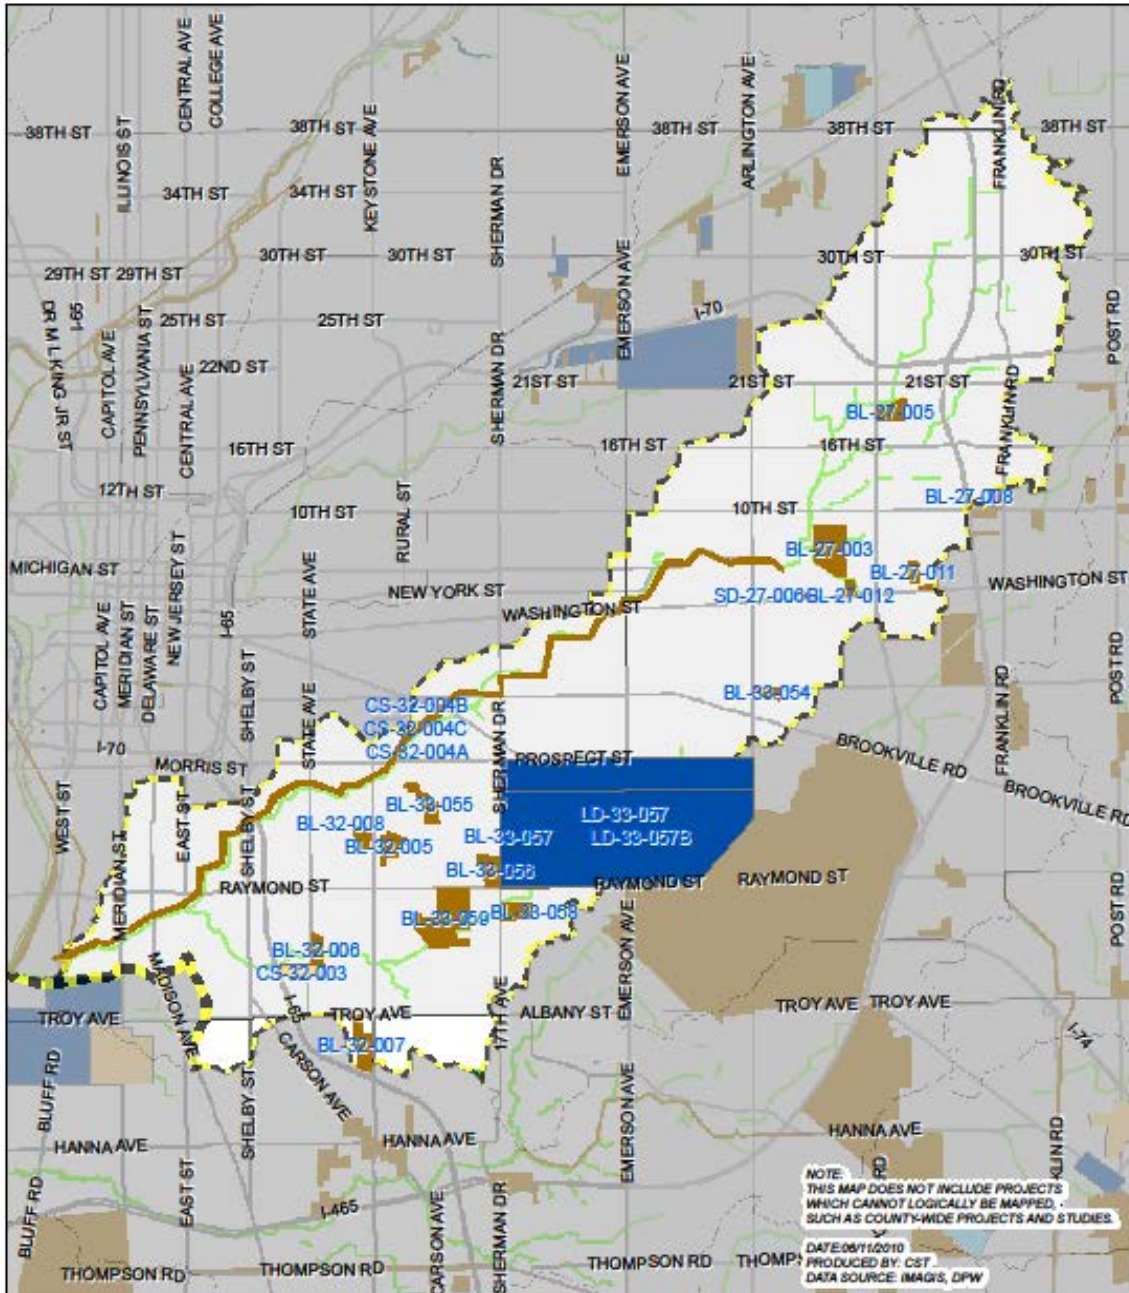 CENTRAL AVE
COLLEGE AVE
ILLINOIS ST
KEYSTONE AVE
EMERSON AVE
ARLINGTON AVE
FRANKLIN RD
38TH ST
38TH ST
38TH ST
38TH ST
38TH ST
34TH ST
34TH ST
SHERMAN DR
30TH ST
30TH ST
30TH ST
30TH ST
29TH ST
29TH ST
EMERSON AVE
I-70
POST RD
DR M L KING JR ST
I-65
CAPITOL AVE
PENNSYLVANIA ST
25TH ST
25TH ST
SHERMAN DR
22ND ST
21ST ST
21ST ST
21ST ST
CENTRAL AVE
FRANKLIN RD
BL-27-005
16TH ST
16TH ST
16TH ST
12TH ST
10TH ST
10TH ST
RURAL ST
BL-27-008
MICHIGAN ST
NEW JERSEY ST
STATE AVE
NEW YORK ST
WASHINGTON ST
WASHINGTON ST
BL-27-003
BL-27-011
SD-27-006
BL-27-012
CAPITOL AVE
MERIDIAN ST
DELAWARE ST
I-65
SHELBY ST
STATE AVE
POST RD
FRANKLIN RD
BL-33-054
CS-32-004B
CS-32-004C
CS-32-004A
SHERMAN DR
I-70
MORRIS ST
PROSPECT ST
BROOKVILLE RD
BROOKVILLE RD
WEST ST
MERIDIAN ST
EAST ST
SHELBY ST
BL-33-055
BL-32-008
BL-32-005
BL-33-057
BL-33-056
LD-33-057
LD-33-057B
RAYMOND ST
RAYMOND ST
RAYMOND ST
BL-33-059
BL-33-058
POST RD
BL-32-006
CS-32-003
MADISON AVE
I-65
EMERSON AVE
TROY AVE
TROY AVE
17TH AVE
ALBANY ST
TROY AVE
TROY AVE
I-74
BL-32-007
CARSON AVE
BLUFF RD
SHELBY ST
EMERSON AVE
HANNA AVE
HANNA AVE
HANNA AVE
BLUFF RD
EAST ST
I-465
CARSON AVE
SHERMAN DR
RD
KLIN RD
THOMPSON RD
THOMPSON RD
THOMPSON RD
THOMPS
NOTE:
THIS MAP DOES NOT INCLUDE PROJECTS
WHICH CANNOT LOGICALLY BE MAPPED,
SUCH AS COUNTY-WIDE PROJECTS AND STUDIES.
DATE:06/11/2010
PRODUCED BY: CST
DATA SOURCE: IMAGIS, DPW